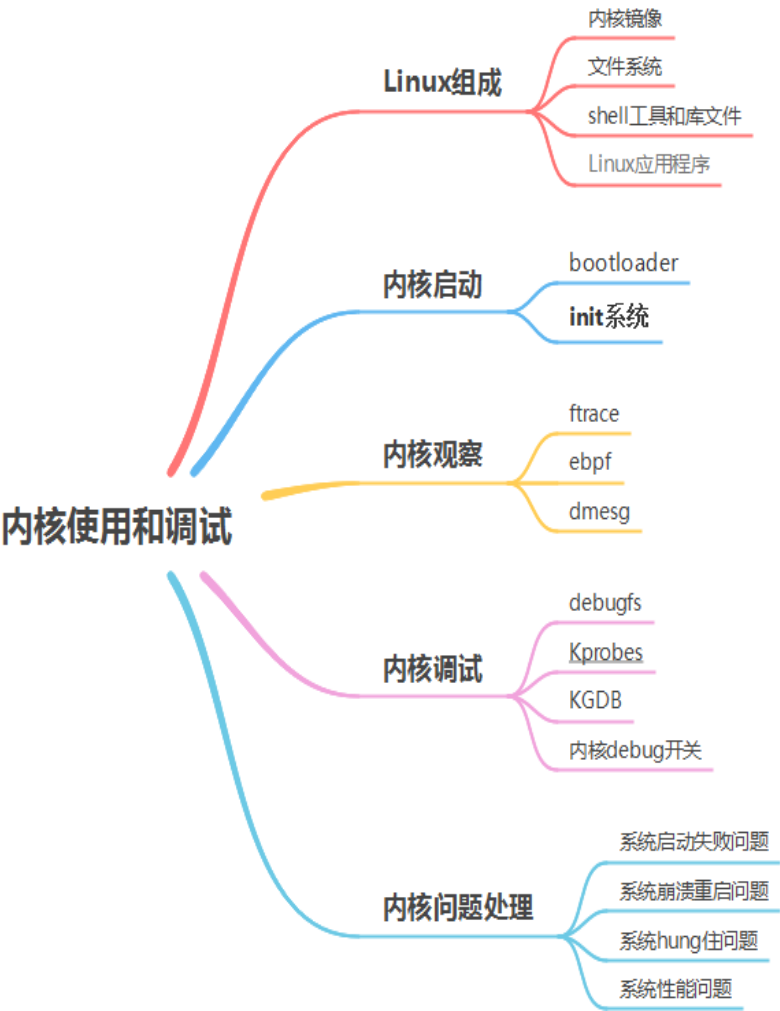 内核使用和调试
Linux组成
内核镜像
文件系统
shell工具和库文件
Linux应用程序
内核启动
bootloader
init系统
内核观察
ftrace
ebpf
dmesg
内核调试
debugfs
Kprobes
KGDB
内核debug开关
内核问题处理
系统启动失败问题
系统崩溃重启问题
系统hung住问题
系统性能问题